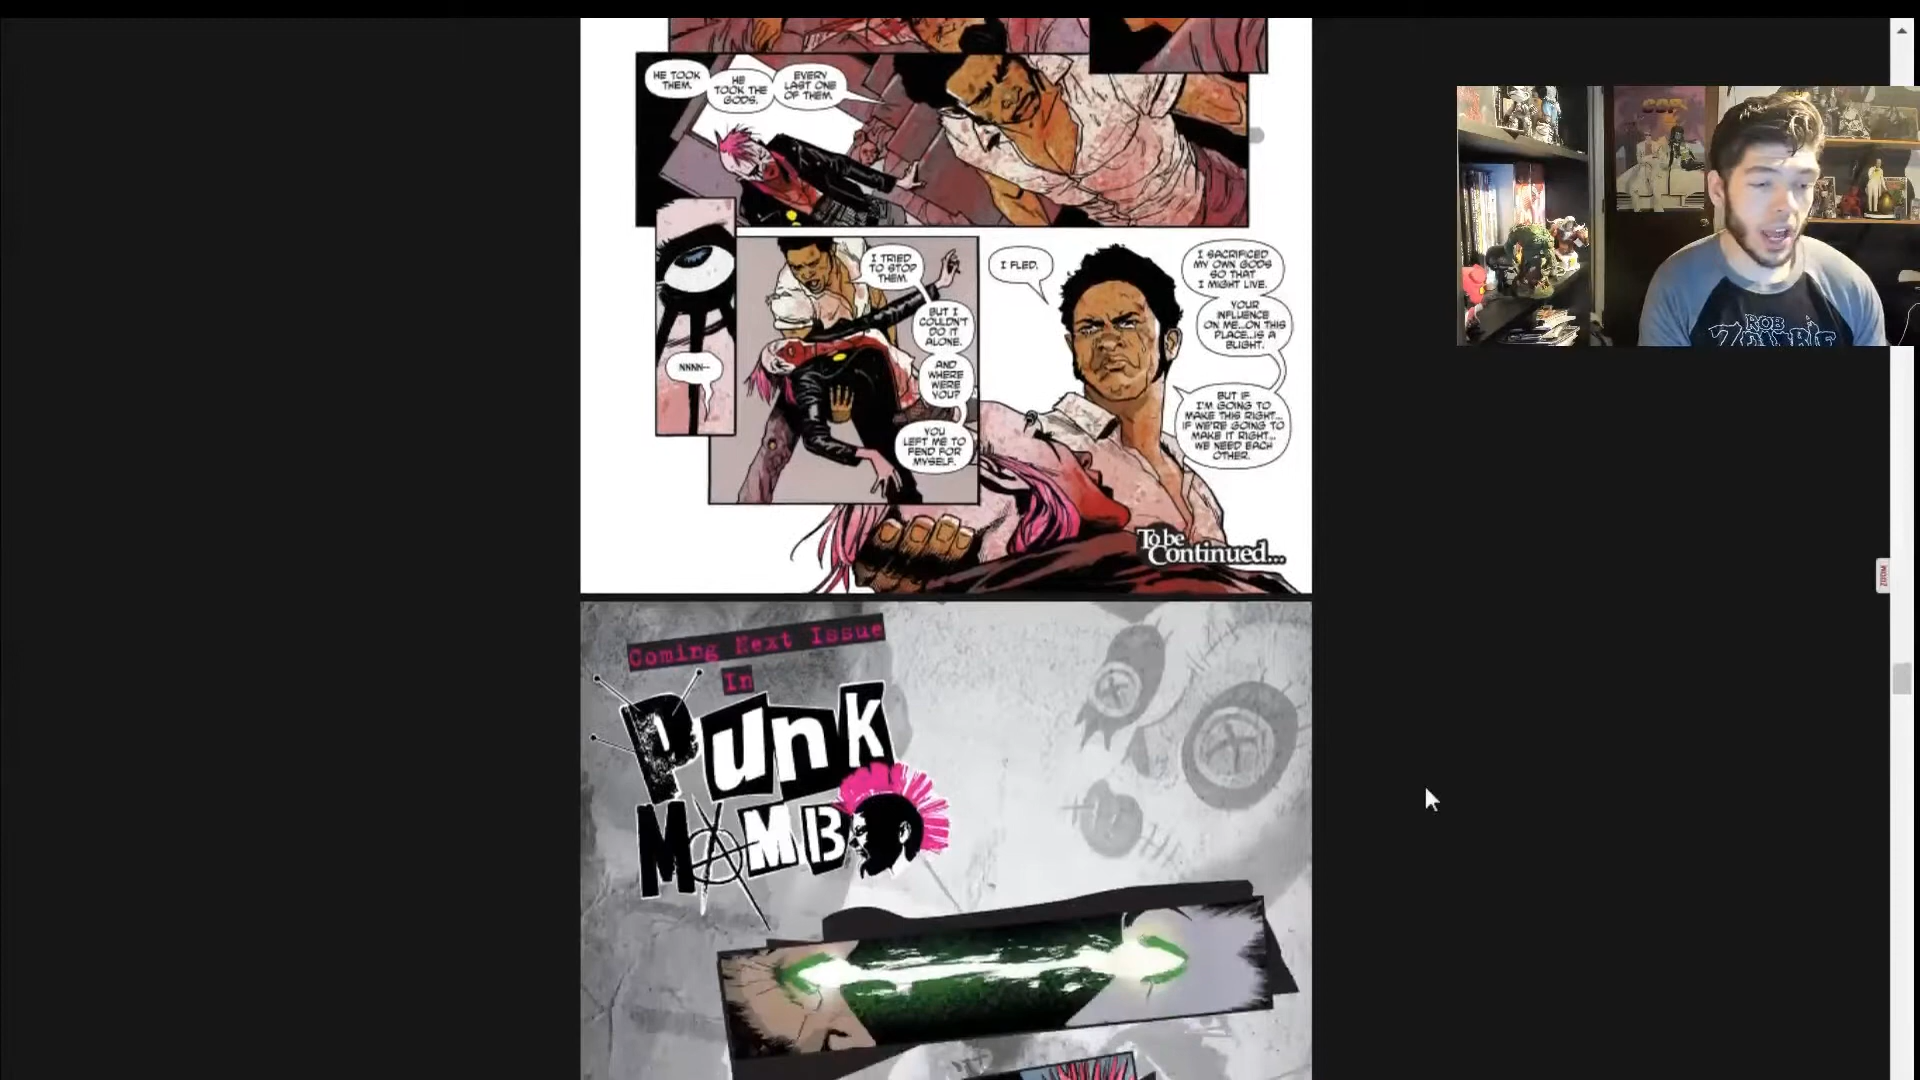 HE TOOK
THEM.
HE
TOOK THE
GODS.
EVERY
LAST ONE
OF THEM.
NNNN--
I TRIED
TO STOP
THEM.
BUT I
COULDN'T
DO IT
ALONE.
AND
WHERE
WERE
YOU?
YOU
LEFT ME TO
FEND FOR
MYSELF.
I FLED.
I SACRIFICED
MY OWN GODS
SO THAT
I MIGHT LIVE.
YOUR
INFLUENCE
ON ME...ON THIS
PLACE...IS A
BLIGHT.
BUT IF
I'M GOING TO
MAKE THIS RIGHT...
IF WE'RE GOING TO
MAKE IT RIGHT...
WE NEED EACH
OTHER.
To be
Continued...
Coming Next Issue
In
Punk
MAMBO
ROB
ZOMBIE
ZOOM